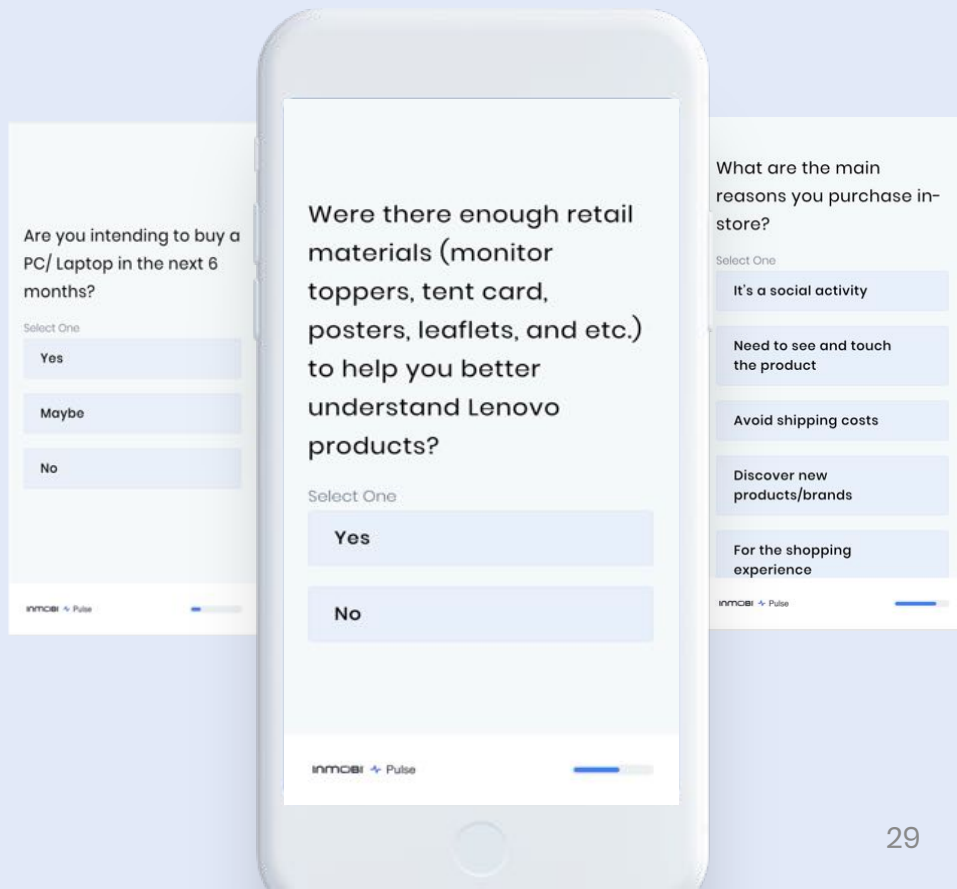 Are you intending to buy a
PC/ Laptop in the next 6
months?
Select One
Yes
Maybe
No
INMOBI Pulse
Were there enough retail
materials (monitor
toppers, tent card,
posters, leaflets, and etc.)
to help you better
understand Lenovo
products?
Select One
Yes
No
INMOBI Pulse
What are the main
reasons you purchase in-
store?
Select One
It's a social activity
Need to see and touch
the product
Avoid shipping costs
Discover new
products/brands
For the shopping
experience
INMOBI Pulse
29